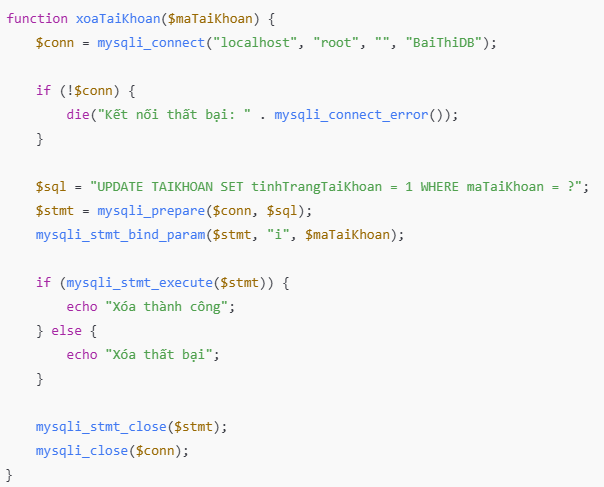 function xoaTaiKhoan($maTaiKhoan) {
    $conn = mysqli_connect("localhost", "root", "", "BaiThiDB");

    if (!$conn) {
        die("Kết nối thất bại: " . mysqli_connect_error());
    }

    $sql = "UPDATE TAIKHOAN SET tinhTrangTaiKhoan = 1 WHERE maTaiKhoan = ?";
    $stmt = mysqli_prepare($conn, $sql);
    mysqli_stmt_bind_param($stmt, "i", $maTaiKhoan);

    if (mysqli_stmt_execute($stmt)) {
        echo "Xóa thành công";
    } else {
        echo "Xóa thất bại";
    }

    mysqli_stmt_close($stmt);
    mysqli_close($conn);
}